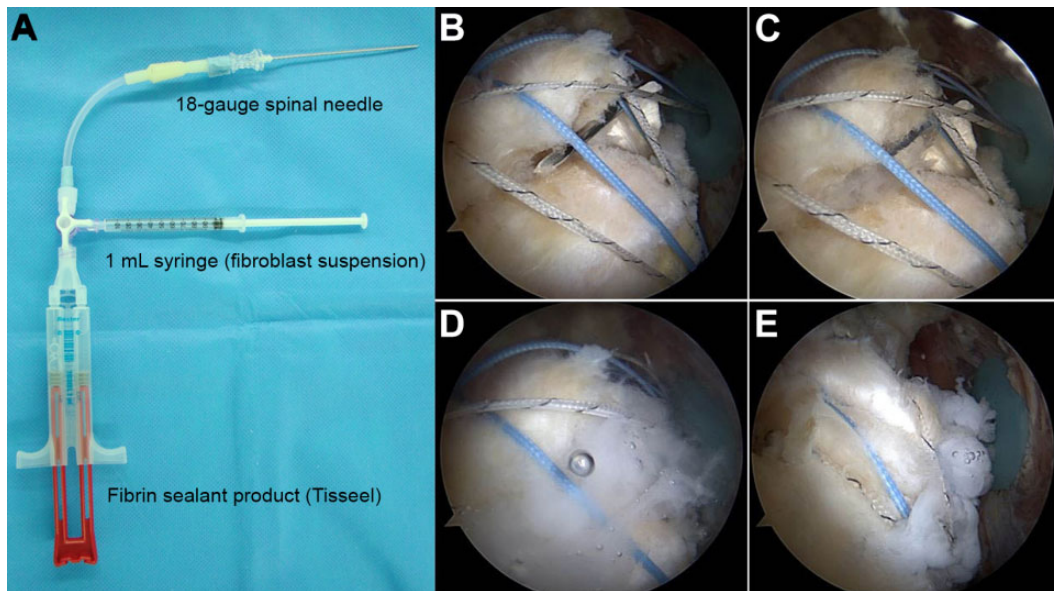 A
18-gauge spinal needle
1 mL syringe (fibroblast suspension)
Fibrin sealant product (Tisseel)
B
C
D
E